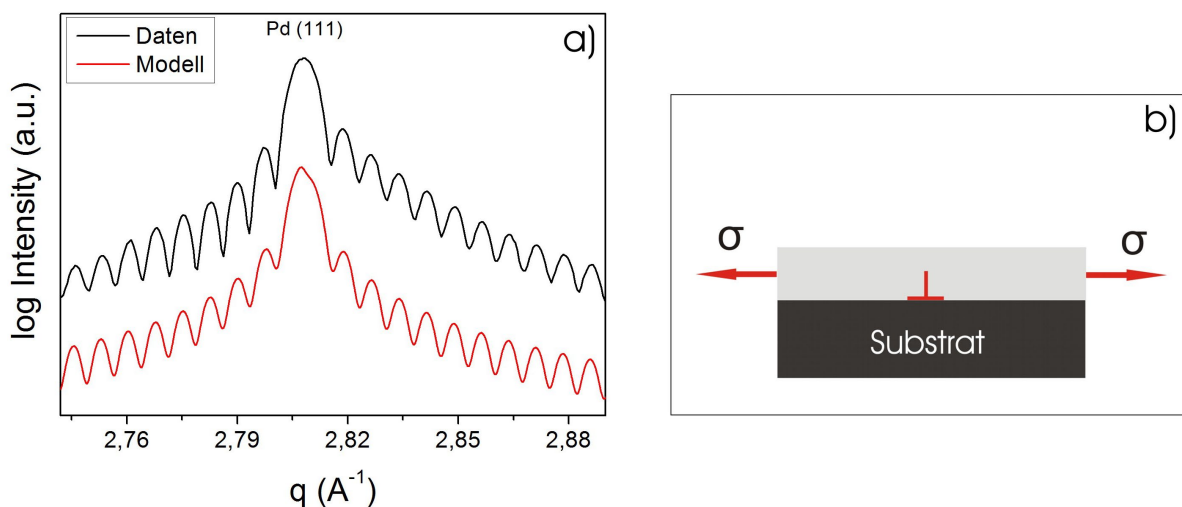 Pd (111)
a)
Daten
Modell
log Intensity (a.u.)
2,76 2,79 2,82 2,85 2,88
q (A⁻¹)
b)
σ σ
Substrat